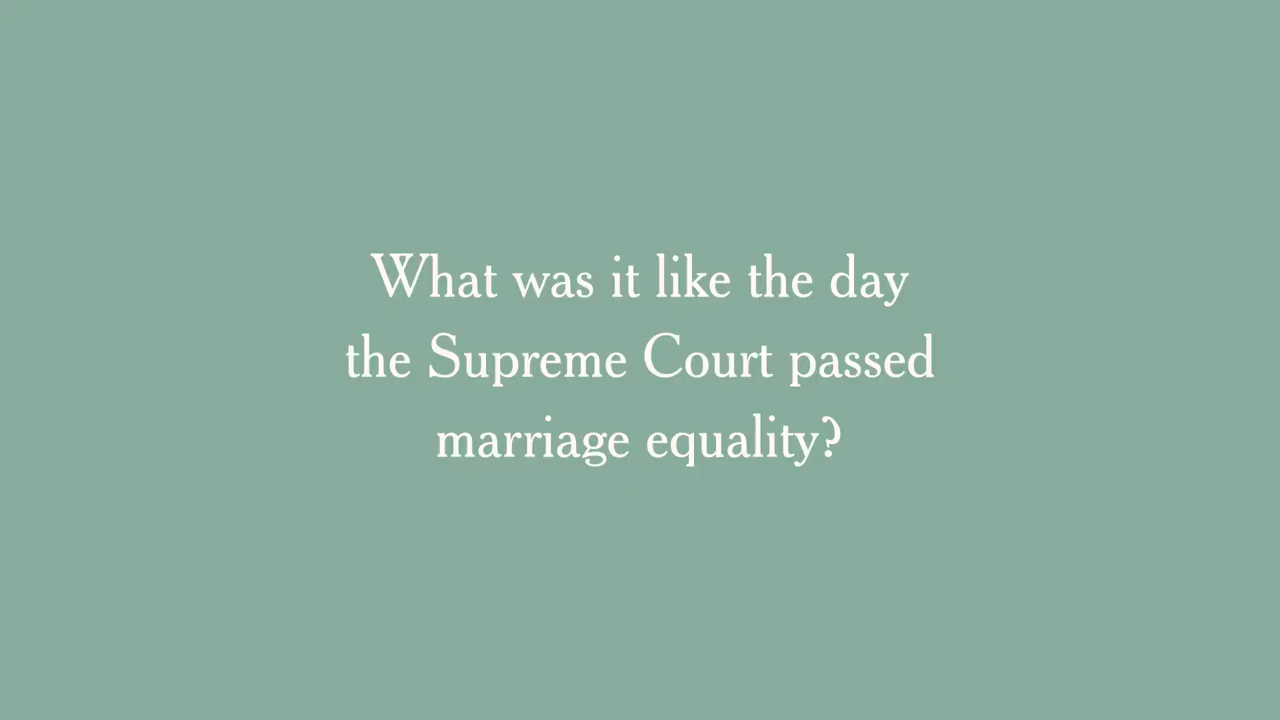 What was it like the day
the Supreme Court passed
marriage equality?